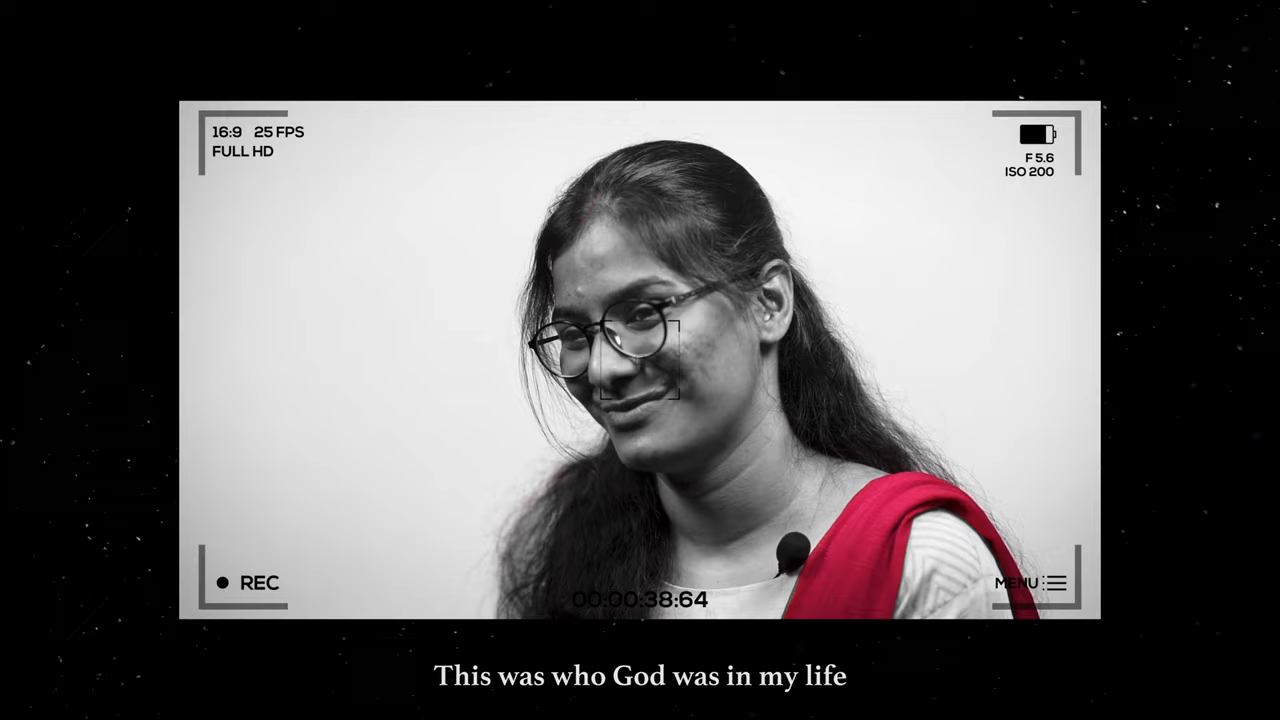 16:9 25 FPS
FULL HD
F 5.6
ISO 200
REC
MENU
00:00:38:64
This was who God was in my life